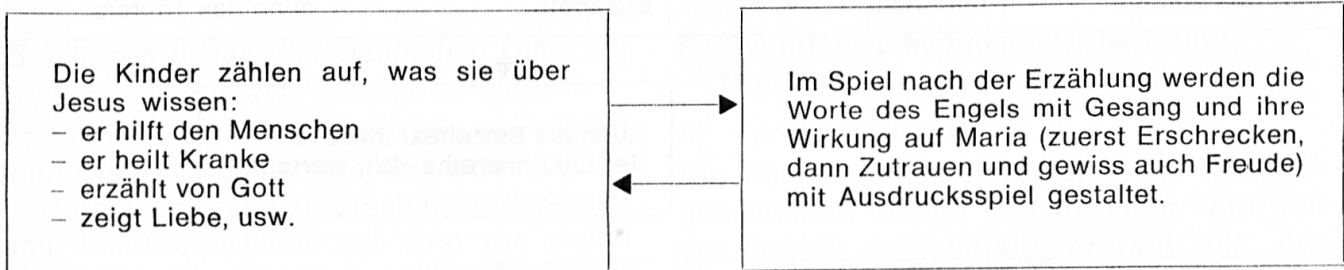 Die Kinder zählen auf, was sie über
Jesus wissen:
– er hilft den Menschen
– er heilt Kranke
– erzählt von Gott
– zeigt Liebe, usw.
Im Spiel nach der Erzählung werden die
Worte des Engels mit Gesang und ihre
Wirkung auf Maria (zuerst Erschrecken,
dann Zutrauen und gewiss auch Freude)
mit Ausdrucksspiel gestaltet.